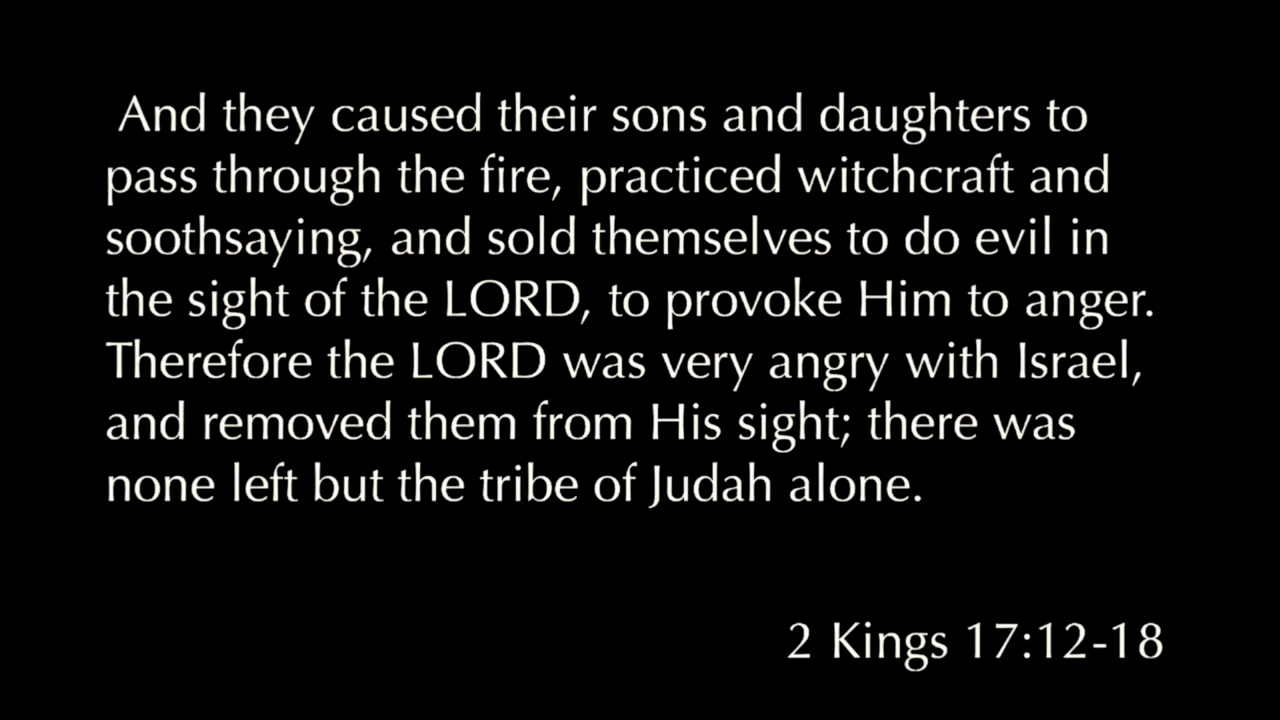 And they caused their sons and daughters to
pass through the fire, practiced witchcraft and
soothsaying, and sold themselves to do evil in
the sight of the LORD, to provoke Him to anger.
Therefore the LORD was very angry with Israel,
and removed them from His sight; there was
none left but the tribe of Judah alone.
2 Kings 17:12-18